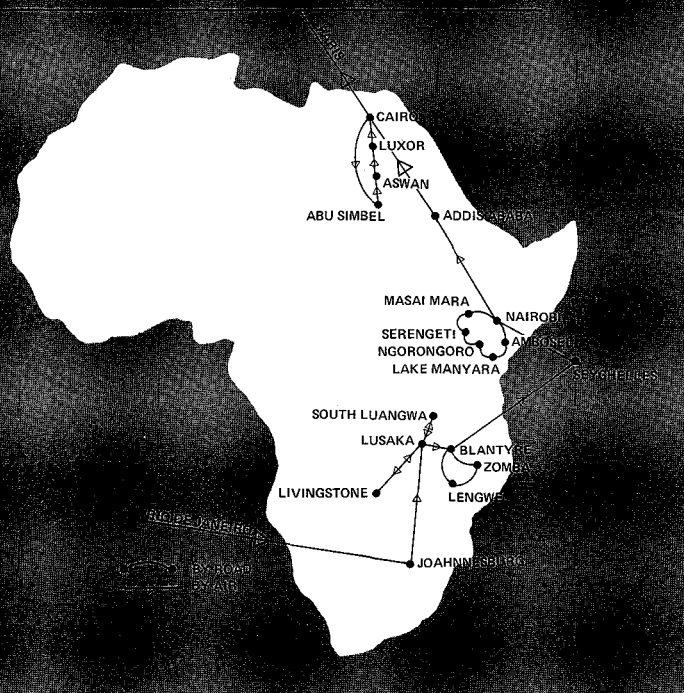 PARIS
CAIRO
LUXOR
ASWAN
ABU SIMBEL
ADDIS ABABA
MASAI MARA
NAIROBI
SERENGETI
AMBOSELI
NGORONGORO
LAKE MANYARA
SEYCHELLES
SOUTH LUANGWA
LUSAKA
BLANTYRE
ZOMBA
LIVINGSTONE
LENGWE
RIO DE JANEIRO
JOAHNNESBURG
BY ROAD
BY AIR